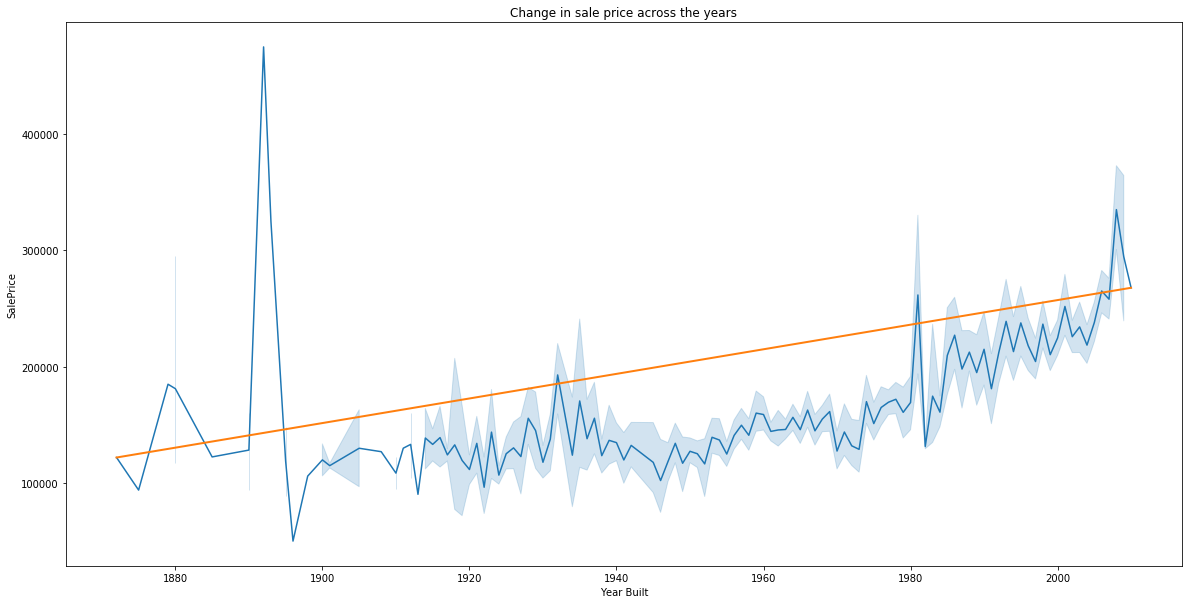 Change in sale price across the years
400000
300000
200000
100000
SalePrice
1880 1900 1920 1940 1960 1980 2000
Year Built